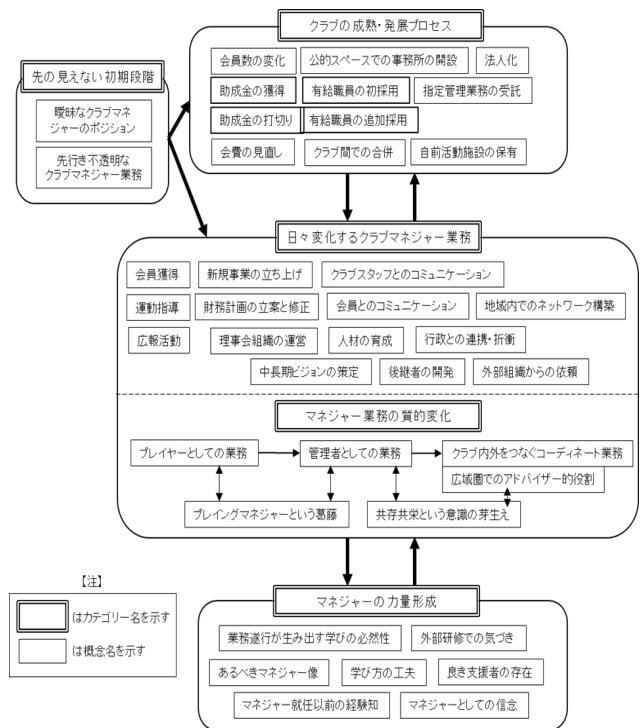 クラブの成熟・発展プロセス
会員数の変化
公的スペースでの事務所の開設
法人化
助成金の獲得
有給職員の初採用
指定管理業務の受託
助成金の打切り
有給職員の追加採用
会費の見直し
クラブ間での合併
自前活動施設の保有
先の見えない初期段階
曖昧なクラブマネ
ジャーのポジション
先行き不透明な
クラブマネジャー業務
日々変化するクラブマネジャー業務
会員獲得
新規事業の立ち上げ
クラブスタッフとのコミュニケーション
運動指導
財務計画の立案と修正
会員とのコミュニケーション
地域内でのネットワーク構築
広報活動
理事会組織の運営
人材の育成
行政との連携・折衝
中長期ビジョンの策定
後継者の開発
外部組織からの依頼
マネジャー業務の質的変化
プレイヤーとしての業務
管理者としての業務
クラブ内外をつなぐコーディネート業務
広域圏でのアドバイザー的役割
プレイングマネジャーという葛藤
共存共栄という意識の芽生え
マネジャーの力量形成
業務遂行が生み出す学びの必然性
外部研修での気づき
あるべきマネジャー像
学び方の工夫
良き支援者の存在
マネジャー就任以前の経験知
マネジャーとしての信念
【注】
はカテゴリー名を示す
は概念名を示す